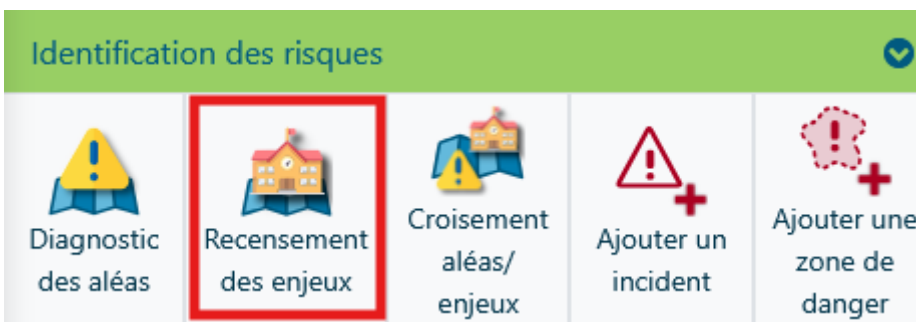 Identification des risques
Diagnostic
des aléas
Recensement
des enjeux
Croisement
aléas/
enjeux
Ajouter un
incident
Ajouter une
zone de
danger